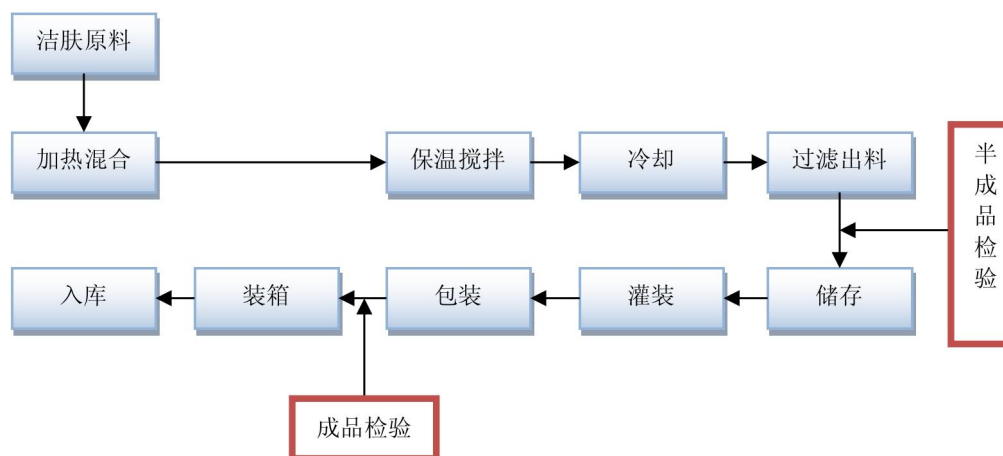 洁肤原料
加热混合
保温搅拌
冷却
过滤出料
半成品检验
入库
装箱
包装
灌装
储存
成品检验